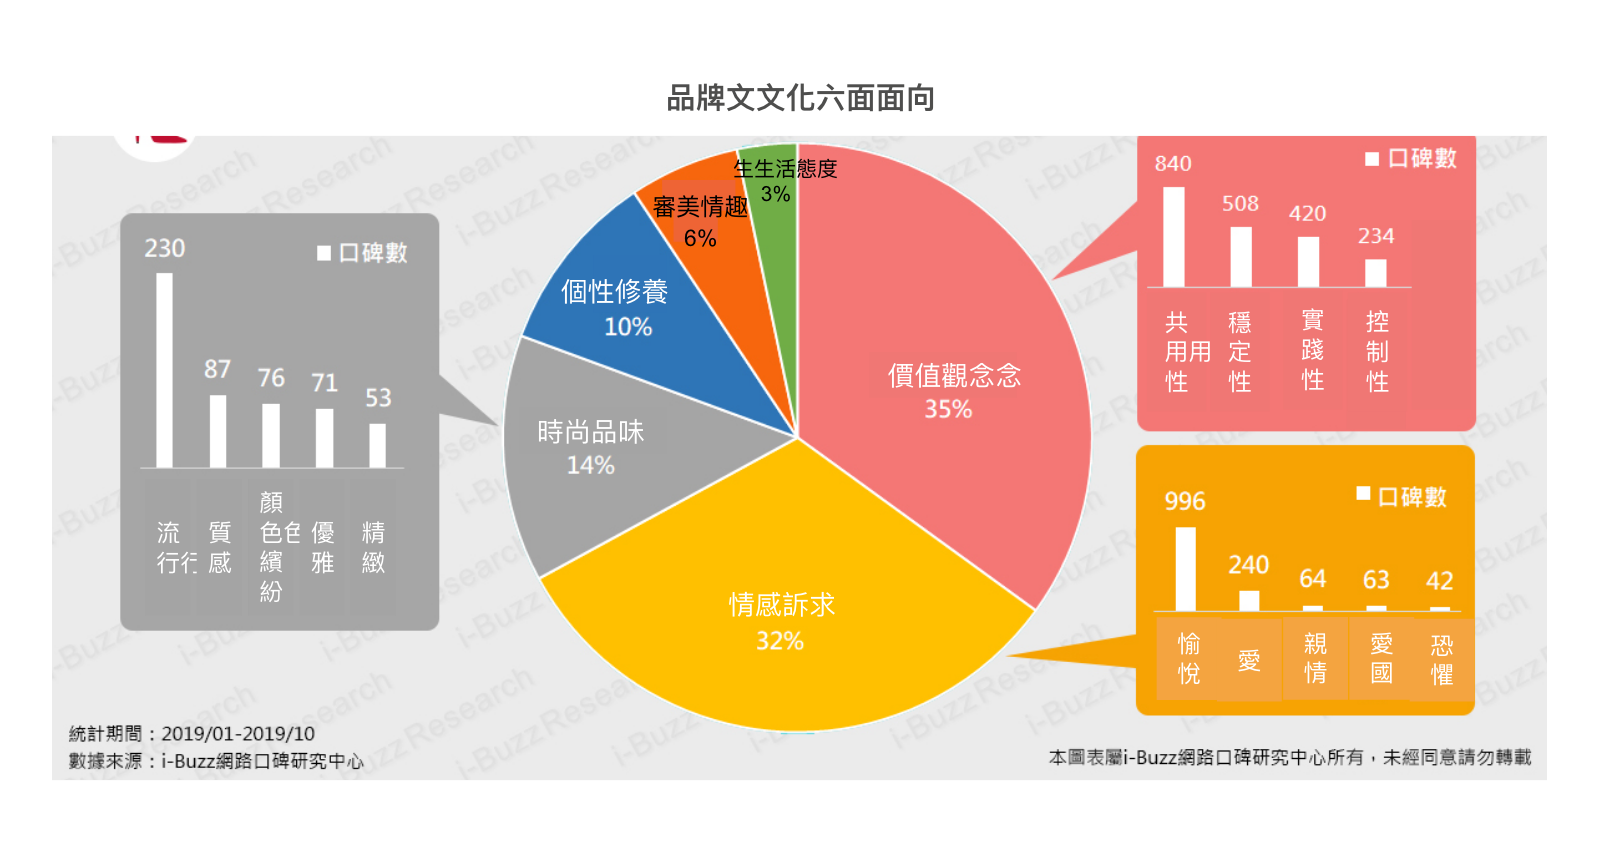 品牌文文化六面面向
生生活態度
3%
審美情趣
6%
個性修養
10%
時尚品味
14%
價值觀念念
35%
情感訴求
32%
230
口碑數
87
76
71
53
流
行行
質
感
顏
色色
繽
紛
優
雅
精
緻
840
口碑數
508
420
234
共
用用
性
穩
定
性
實
踐
性
控
制
性
996
口碑數
240
64
63
42
愉
悅
愛
親
情
愛
國
恐
懼
統計期間：2019/01-2019/10
數據來源：i-Buzz網路口碑研究中心
本圖表屬i-Buzz網路口碑研究中心所有，未經同意請勿轉載
i-BuzzResearch